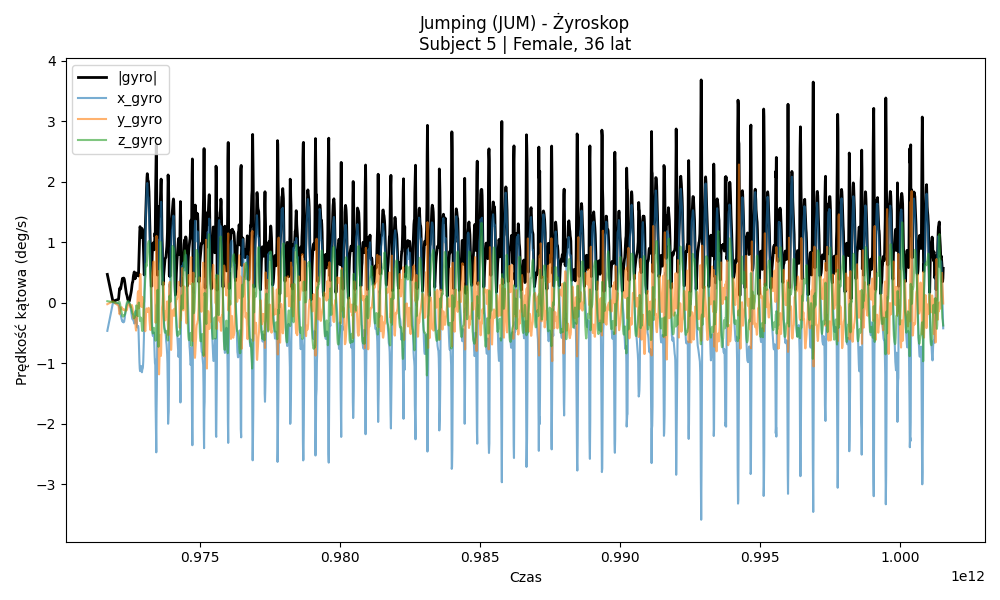 Jumping (JUM) - Żyroskop
Subject 5 | Female, 36 lat
Prędkość kątowa (deg/s)
4
3
2
1
0
−1
−2
−3
|gyro|
x_gyro
y_gyro
z_gyro
0.975
0.980
0.985
0.990
0.995
1.000
1e12
Czas